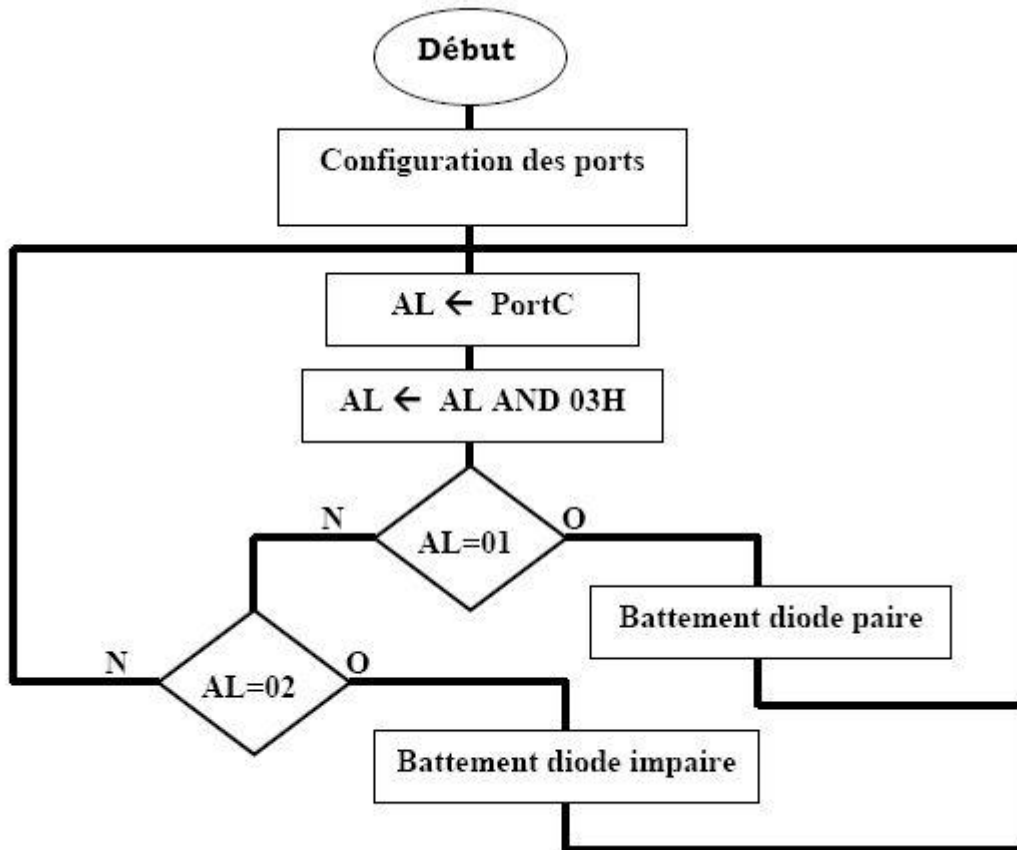 Début
Configuration des ports
AL ← PortC
AL ← AL AND 03H
N
O
AL=01
Battement diode paire
N
O
AL=02
Battement diode impaire